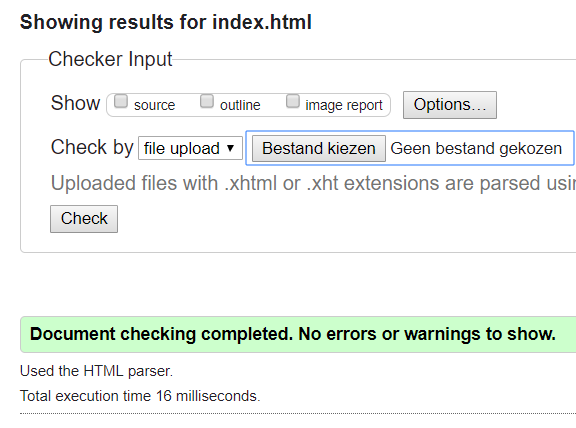 Showing results for index.html
Checker Input
Show source outline image report Options...
Check by file upload Bestand kiezen Geen bestand gekozen
Uploaded files with .xhtml or .xht extensions are parsed
Check
Document checking completed. No errors or warnings to show.
Used the HTML parser.
Total execution time 16 milliseconds.